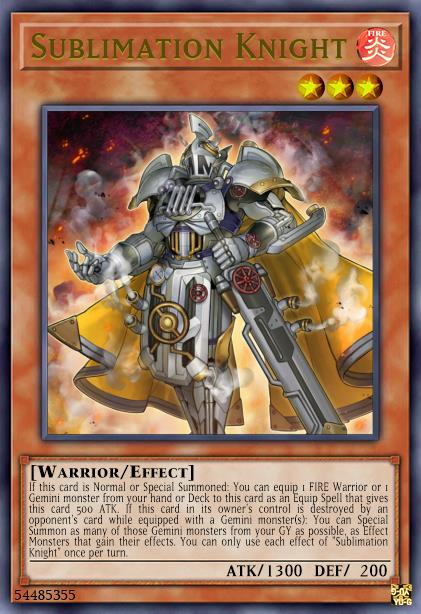 SUBLIMATION KNIGHT
FIRE
炎
[WARRIOR/EFFECT]
If this card is Normal or Special Summoned: You can equip 1 FIRE Warrior or 1
Gemini monster from your hand or Deck to this card as an Equip Spell that gives
this card 500 ATK. If this card in its owner's control is destroyed by an
opponent's card while equipped with a Gemini monster(s): You can Special
Summon as many of those Gemini monsters from your GY as possible, as Effect
Monsters that gain their effects. You can only use each effect of "Sublimation
Knight" once per turn.
ATK/1300 DEF/ 200
54485355